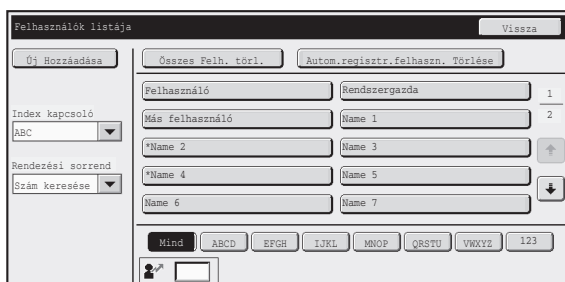 Felhasználók listája
Vissza
Új Hozzáadása
Összes Felh. törl.
Autom.regisztr.felhaszn. Törlése
Felhasználó
Rendszergazda
1
2
Index kapcsoló
ABC
Más felhasználó
Name 1
*Name 2
Name 3
Rendezési sorrend
Szám keresése
*Name 4
Name 5
Name 6
Name 7
Mind
ABCD
EFGH
IJKL
MNOP
QRSTU
VWXYZ
123